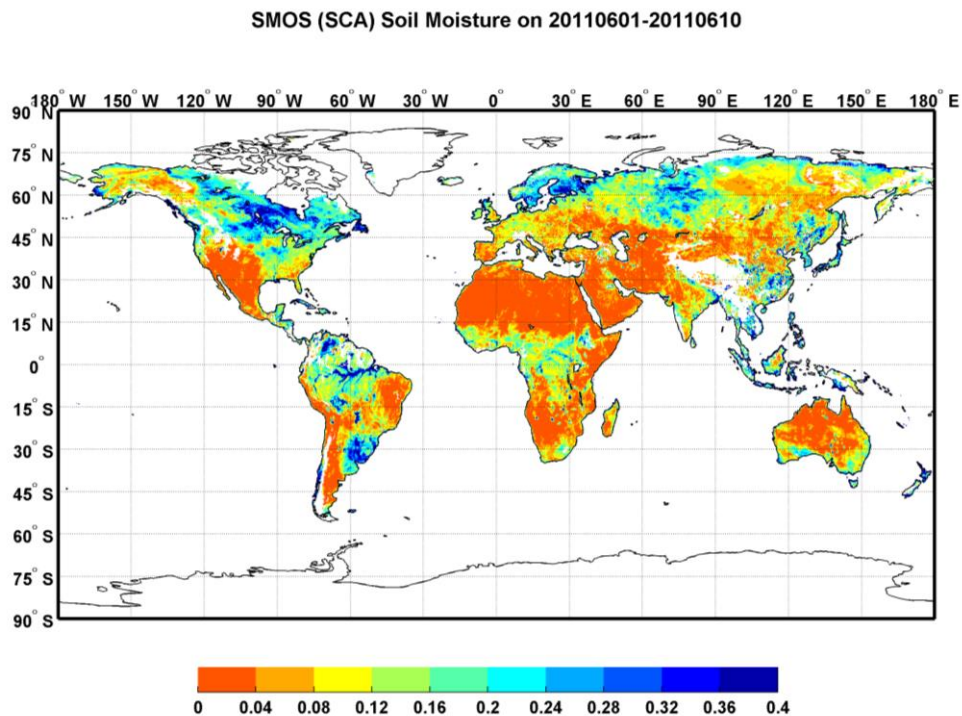 SMOS (SCA) Soil Moisture on 20110601-20110610
180° W 150° W 120° W 90° W 60° W 30° W 0° 30° E 60° E 90° E 120° E 150° E 180° E
90° N
75° N
60° N
45° N
30° N
15° N
0°
15° S
30° S
45° S
60° S
75° S
90° S
0 0.04 0.08 0.12 0.16 0.2 0.24 0.28 0.32 0.36 0.4